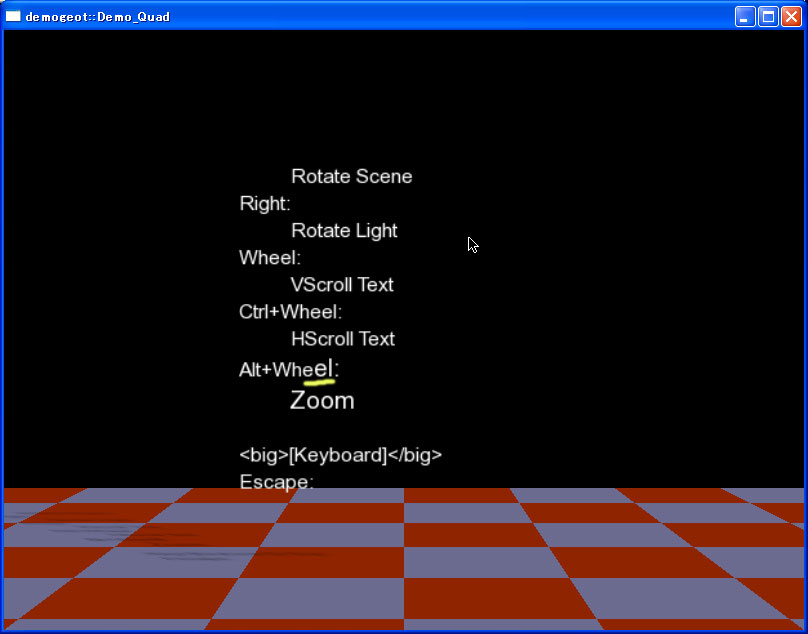 demogeot::Demo_Quad
Rotate Scene
Right:
Rotate Light
Wheel:
VScroll Text
Ctrl+Wheel:
HScroll Text
Alt+Wheel:
Zoom
<big>[Keyboard]</big>
Escape: